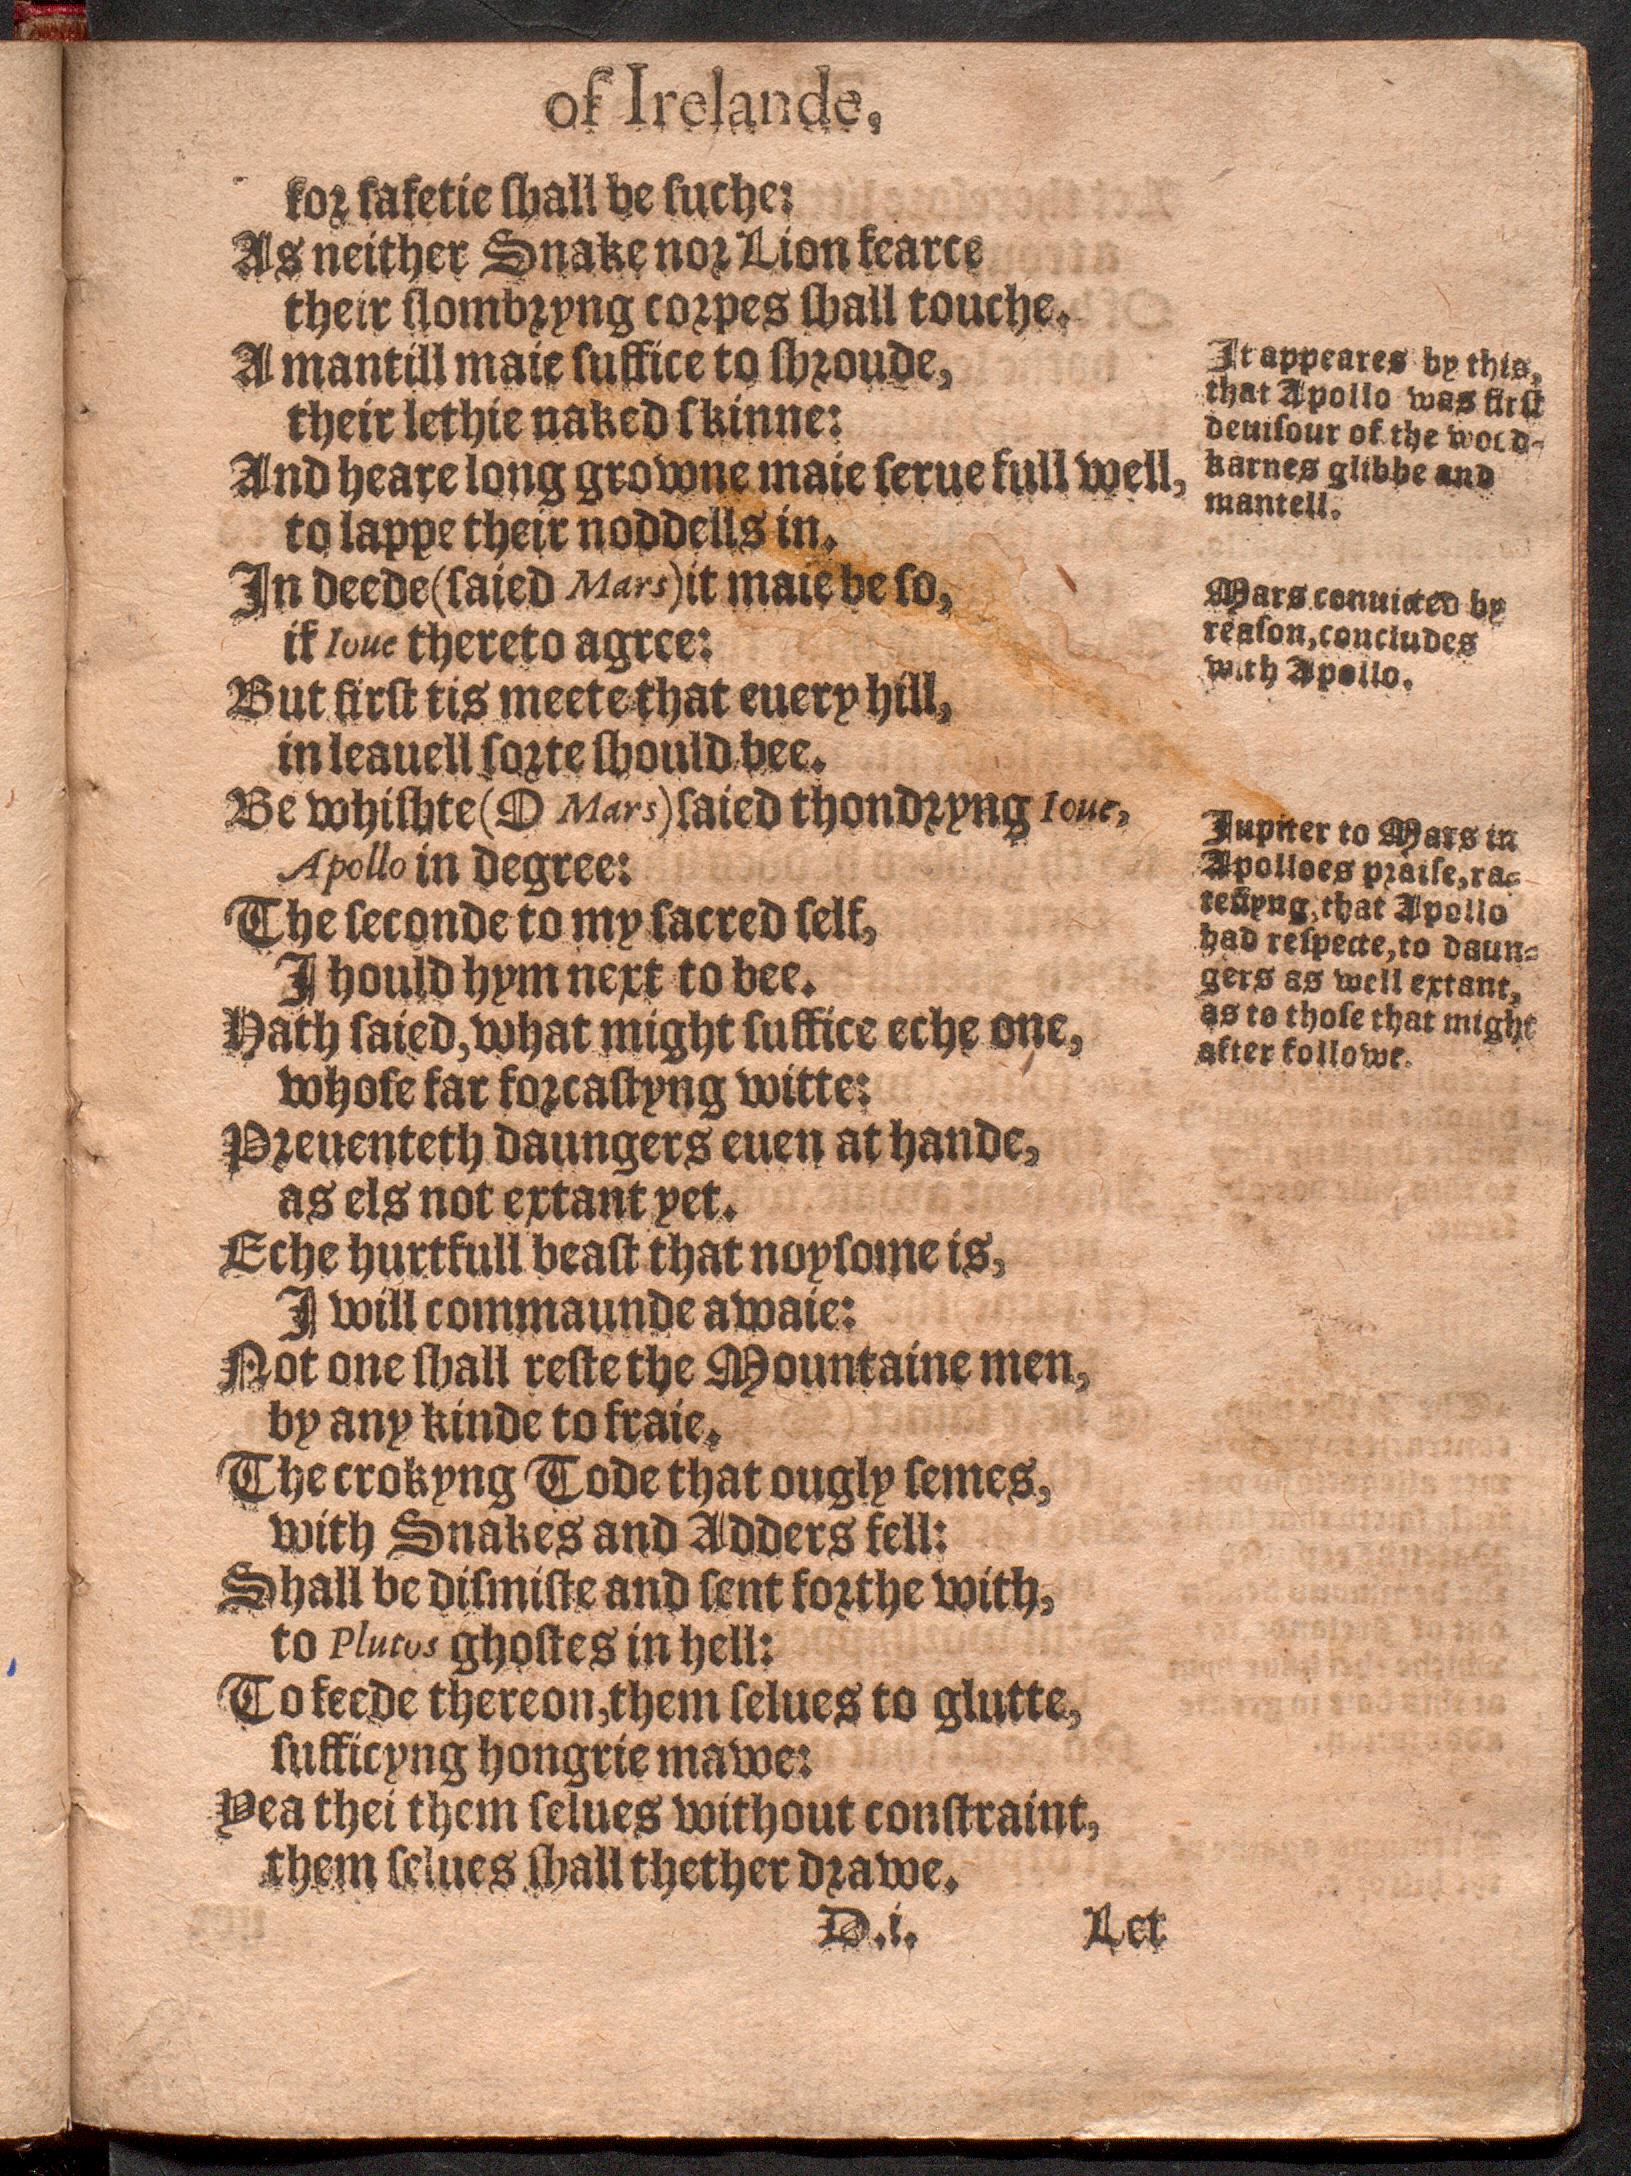 of Irelande,
for ſafetie ſhall be ſuche:
As neither Snake nor Lion fearce
their ſlombryng corpes ſhall touche.
A mantill maie ſuffice to ſhroude,
their lethie naked ſkinne:
And heare long growne maie ſerue full well,
to lappe their noddells in.
In deede (ſaied Mars) it maie be ſo,
if Ioue thereto agree:
But firſt tis meete that euery hill,
in leauell ſorte ſhould bee.
Be whiſhte (O Mars) ſaied thondryng Ioue,
Apollo in degree:
The ſeconde to my ſacred ſelf,
I hould hym next to bee.
Hath ſaied, what might ſuffice eche one,
whoſe far forcaſtyng witte:
Preuenteth daungers euen at hande,
as els not extant yet.
Eche hurtfull beaſt that noyſome is,
I will commaunde awaie:
Not one ſhall reſte the Mountaine men,
by any kinde to fraie.
The crokyng Tode that ougly ſemes,
with Snakes and Adders fell:
Shall be diſmiſte and ſent forthe with,
to Plutos ghoſtes in hell:
To feede thereon, them ſelues to glutte,
ſufficyng hongrie mawe:
Yea thei them ſelues without conſtraint,
them ſelues ſhall thether drawe.
D.i. Let
It appeares by this,
that Apollo was firſt
deuiſour of the wood-
karnes glibbe and
mantell.
Mars conuicted by
reaſon, concludes
with Apollo.
Iupiter to Mars in
Apolloes praiſe, ra-
tefiyng, that Apollo
had reſpecte, to daun-
gers as well extant,
as to thoſe that might
after followe.